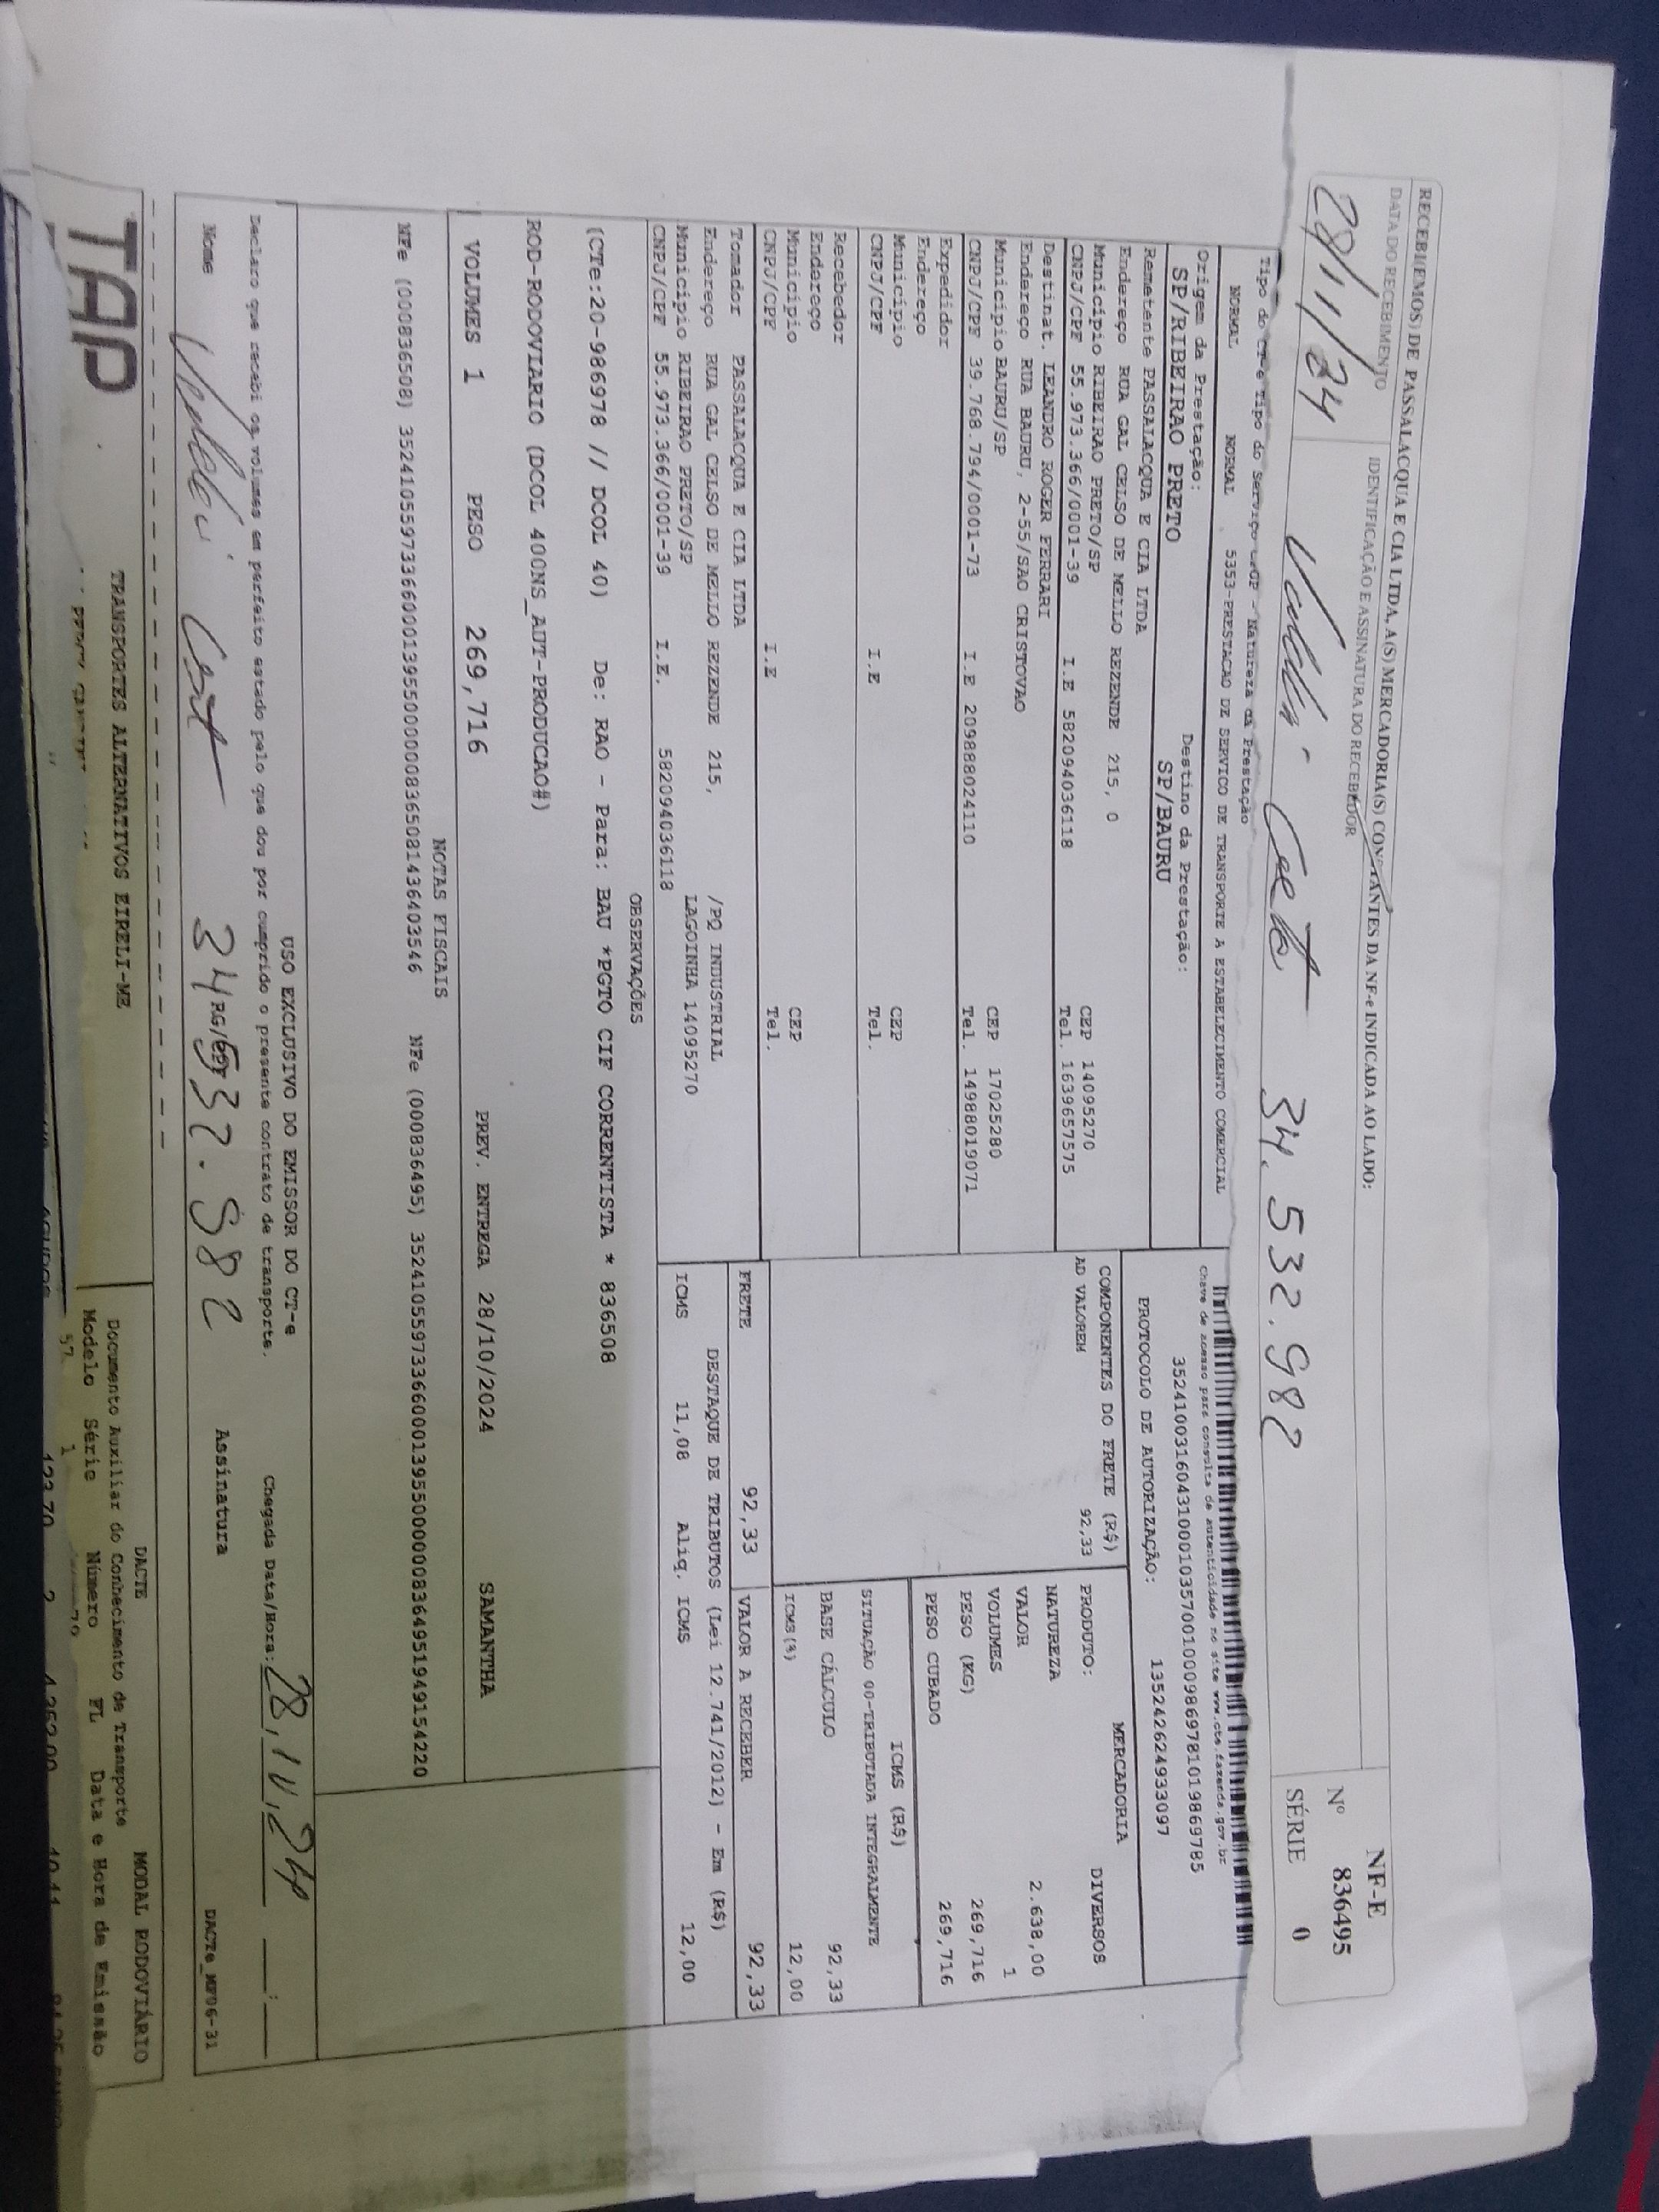 RECEBI(EMOS) DE PASSALACQUA E CIA LTDA, A(S) MERCADORIA(S) CONSTANTES DA NF-e INDICADA AO LADO:
DATA DO RECEBIMENTO
IDENTIFICAÇÃO E ASSINATURA DO RECEBEDOR
34.532.982
NF-E
Nº 836495
SÉRIE 0
Tipo do CT-e Tipo do Serviço CFOP - Natureza da Prestação
NORMAL NORMAL 5353-PRESTACAO DE SERVICO DE TRANSPORTE A ESTABELECIMENTO COMERCIAL
Origem da Prestação: Destino da Prestação:
SP/RIBEIRAO PRETO SP/BAURU
Remetente PASSALACQUA E CIA LTDA
Endereço RUA GAL CELSO DE MELLO REZENDE 215, 0
Município RIBEIRAO PRETO/SP CEP 14095270
CNPJ/CPF 55.973.366/0001-39 I.E 582094036118 Tel. 1639657575
Destinat. LEANDRO ROGER FERRARI
Endereço RUA BAURU, 2-55/SAO CRISTOVAO
Município BAURU/SP CEP 17025280
CNPJ/CPF 39.768.794/0001-73 I.E 209888024110 Tel. 14988019071
Expedidor
Endereço
Município CEP
CNPJ/CPF I.E Tel.
Recebedor
Endereço
Município CEP
CNPJ/CPF I.E Tel.
Tomador PASSALACQUA E CIA LTDA
Endereço RUA GAL CELSO DE MELLO REZENDE 215, /PQ INDUSTRIAL
Município RIBEIRAO PRETO/SP LAGOINHA 14095270
CNPJ/CPF 55.973.366/0001-39 I.E. 582094036118
Chave de acesso para consulta de autenticidade no site www.cte.fazenda.gov.br
35241003160431000103570010009869781019869785
PROTOCOLO DE AUTORIZAÇÃO: 135242624933097
COMPONENTES DO FRETE (R$)
AD VALOREM 92,33
MERCADORIA
PRODUTO: DIVERSOS
NATUREZA
VALOR 2.638,00
VOLUMES 1
PESO (KG) 269,716
PESO CUBADO 269,716
ICMS (R$)
SITUAÇÃO 00-TRIBUTADA INTEGRALMENTE
BASE CÁLCULO 92,33
ICMS(%) 12,00
FRETE 92,33 VALOR A RECEBER 92,33
DESTAQUE DE TRIBUTOS (Lei 12.741/2012) - Em (R$)
ICMS 11,08 Aliq. ICMS 12,00
OBSERVAÇÕES
(CTe:20-986978 // DCOL 40) De: RAO - Para: BAU *PGTO CIF CORRENTISTA * 836508
ROD-RODOVIARIO (DCOL 400NS_AUT-PRODUCAO#)
VOLUMES 1 PESO 269,716 PREV. ENTREGA 28/10/2024 SAMANTHA
NOTAS FISCAIS
NFe (000836508) 35241055973366000139550000008365081436403546 NFe (000836495) 35241055973366000139550000008364951949154220
USO EXCLUSIVO DO EMISSOR DO CT-e
Declaro que recebi os volumes em perfeito estado pelo que dou por cumprido o presente contrato de transporte. Chegada Data/Hora:
Nome RG/CPF Assinatura
DACTe_MF06-31
TAP
TRANSPORTES ALTERNATIVOS EIRELI-ME
DACTE
Documento Auxiliar do Conhecimento de Transporte
MODAL RODOVIÁRIO
Modelo Série Número FL Data e Hora de Emissão
57 1